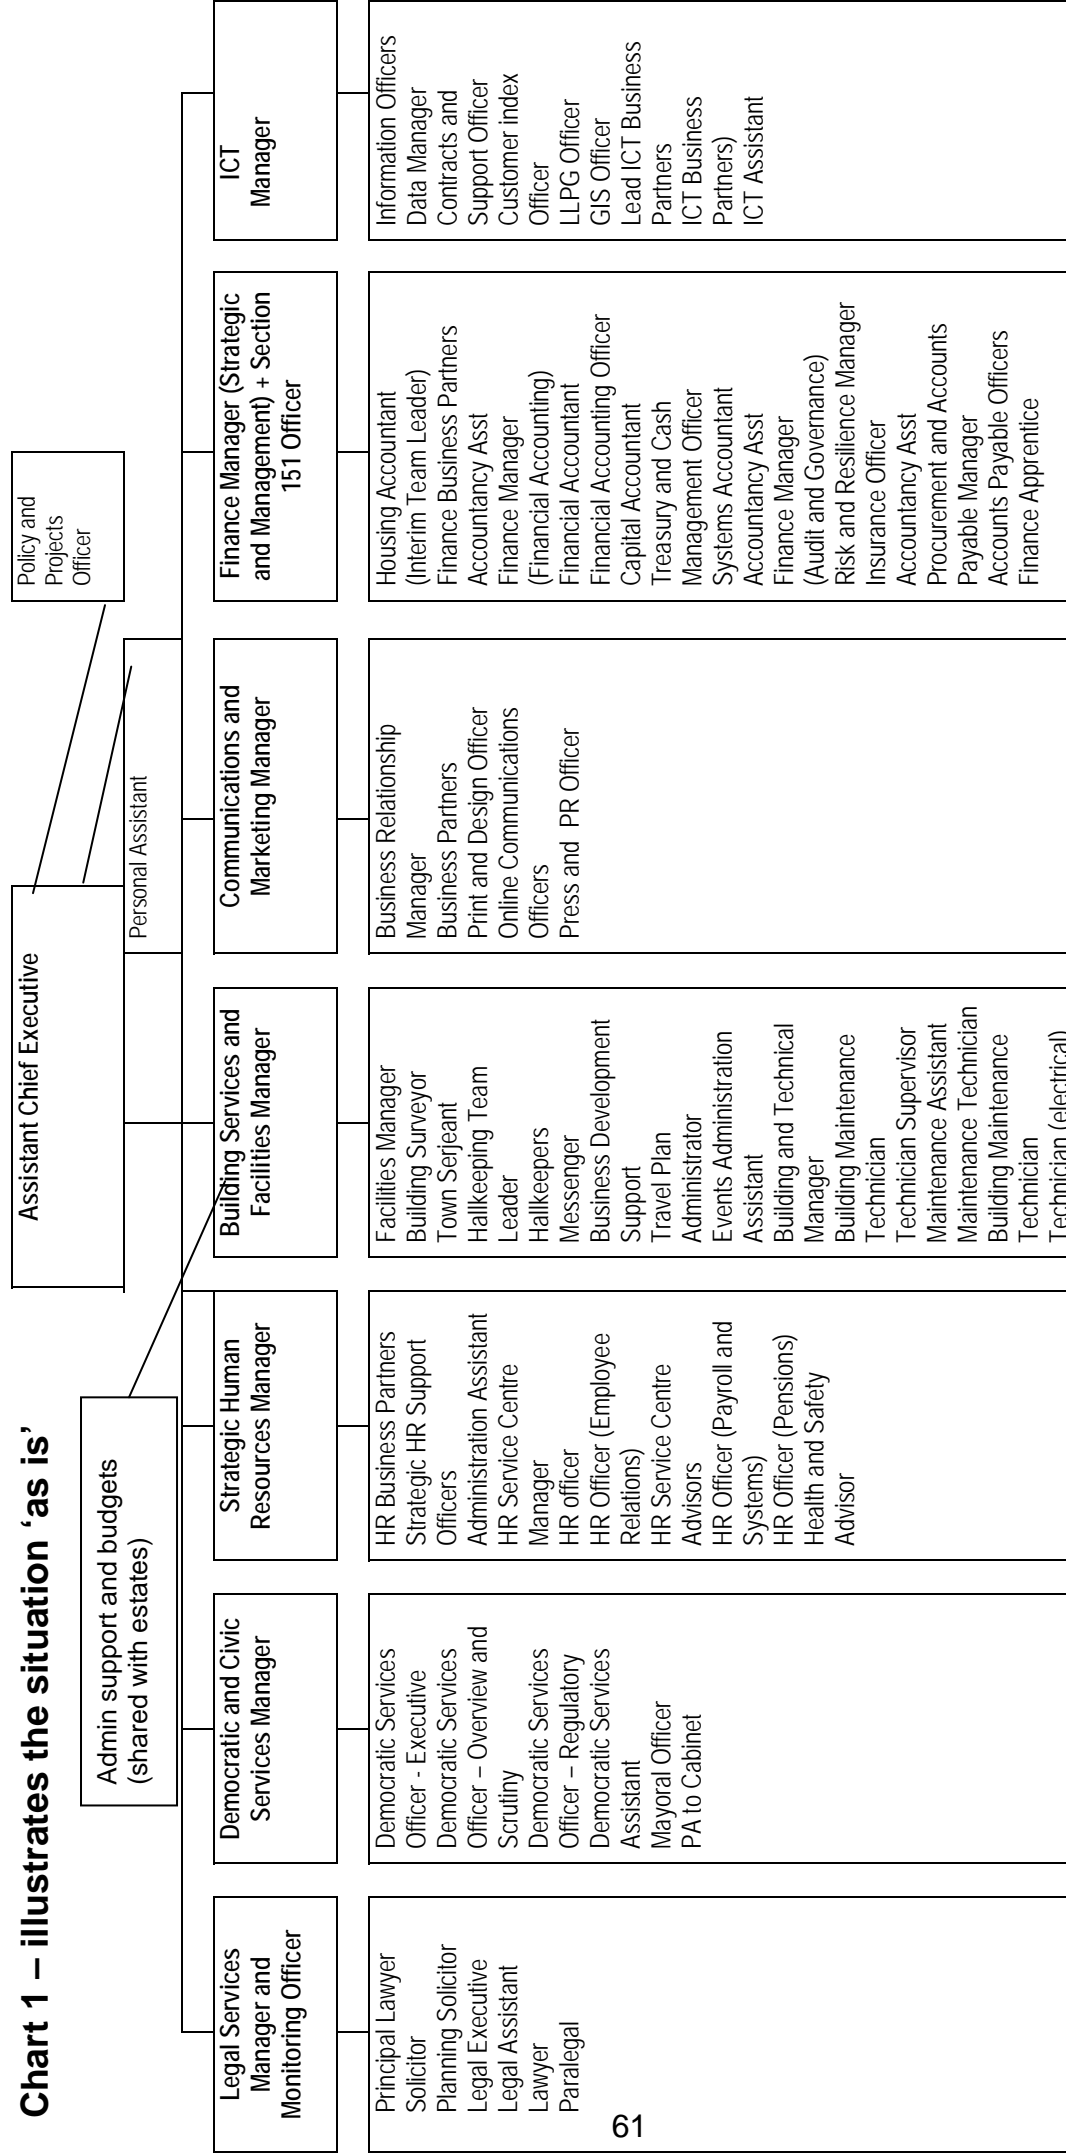 Chart 1 – illustrates the situation ‘as is’
Assistant Chief Executive
Policy and
Projects
Officer
Personal Assistant
Admin support and budgets
(shared with estates)
Legal Services
Manager and
Monitoring Officer
Principal Lawyer
Solicitor
Planning Solicitor
Legal Executive
Legal Assistant
Lawyer
Paralegal
Democratic and Civic
Services Manager
Democratic Services
Officer - Executive
Democratic Services
Officer – Overview and
Scrutiny
Democratic Services
Officer – Regulatory
Democratic Services
Assistant
Mayoral Officer
PA to Cabinet
Strategic Human
Resources Manager
HR Business Partners
Strategic HR Support
Officers
Administration Assistant
HR Service Centre
Manager
HR officer
HR Officer (Employee
Relations)
HR Service Centre
Advisors
HR Officer (Payroll and
Systems)
HR Officer (Pensions)
Health and Safety
Advisor
Building Services and
Facilities Manager
Facilities Manager
Building Surveyor
Town Serjeant
Hallkeeping Team
Leader
Hallkeepers
Messenger
Business Development
Support
Travel Plan
Administrator
Events Administration
Assistant
Building and Technical
Manager
Building Maintenance
Technician
Technician Supervisor
Maintenance Assistant
Maintenance Technician
Building Maintenance
Technician
Technician (electrical)
Communications and
Marketing Manager
Business Relationship
Manager
Business Partners
Print and Design Officer
Online Communications
Officers
Press and  PR Officer
Finance Manager (Strategic
and Management) + Section
151 Officer
Housing Accountant
(Interim Team Leader)
Finance Business Partners
Accountancy Asst
Finance Manager
(Financial Accounting)
Financial Accountant
Financial Accounting Officer
Capital Accountant
Treasury and Cash
Management Officer
Systems Accountant
Accountancy Asst
Finance Manager
(Audit and Governance)
Risk and Resilience Manager
Insurance Officer
Accountancy Asst
Procurement and Accounts
Payable Manager
Accounts Payable Officers
Finance Apprentice
ICT
Manager
Information Officers
Data Manager
Contracts and
Support Officer
Customer index
Officer
LLPG Officer
GIS Officer
Lead ICT Business
Partners
ICT Business
Partners)
ICT Assistant
61